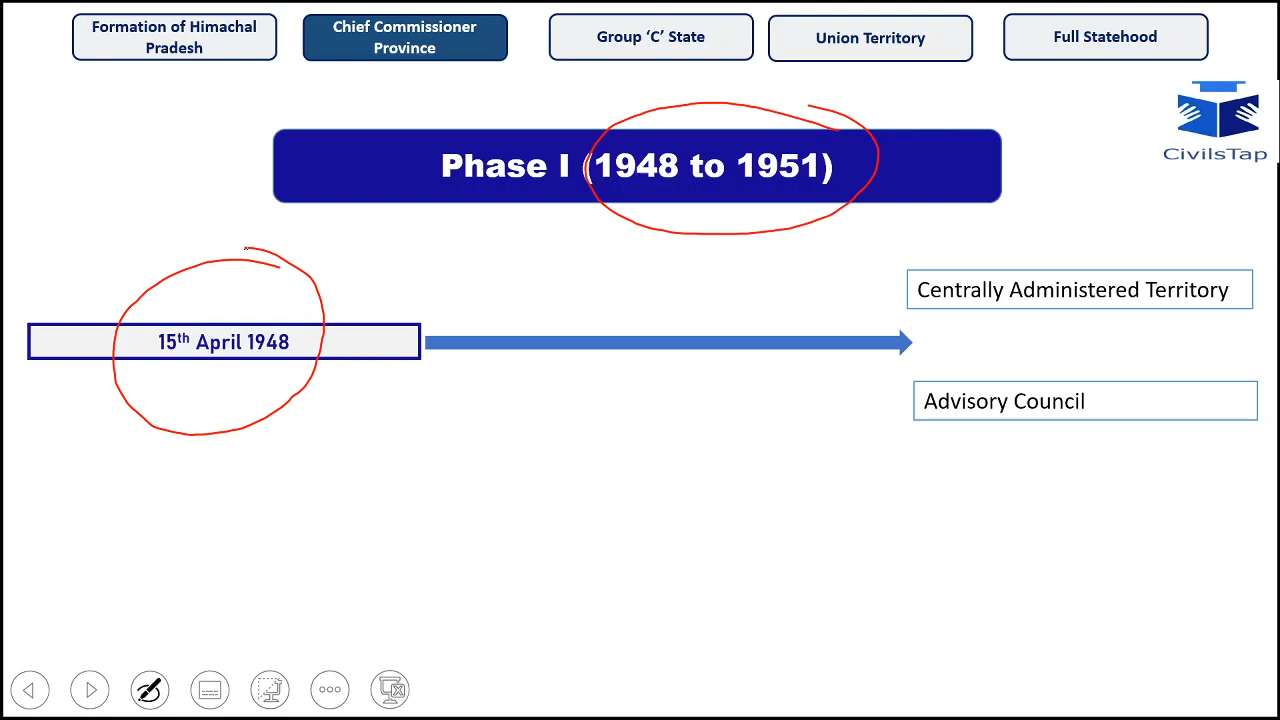 Formation of Himachal
Pradesh
Chief Commissioner
Province
Group ‘C’ State
Union Territory
Full Statehood
CivilsTap
Phase I (1948 to 1951)
Centrally Administered Territory
15th April 1948
Advisory Council